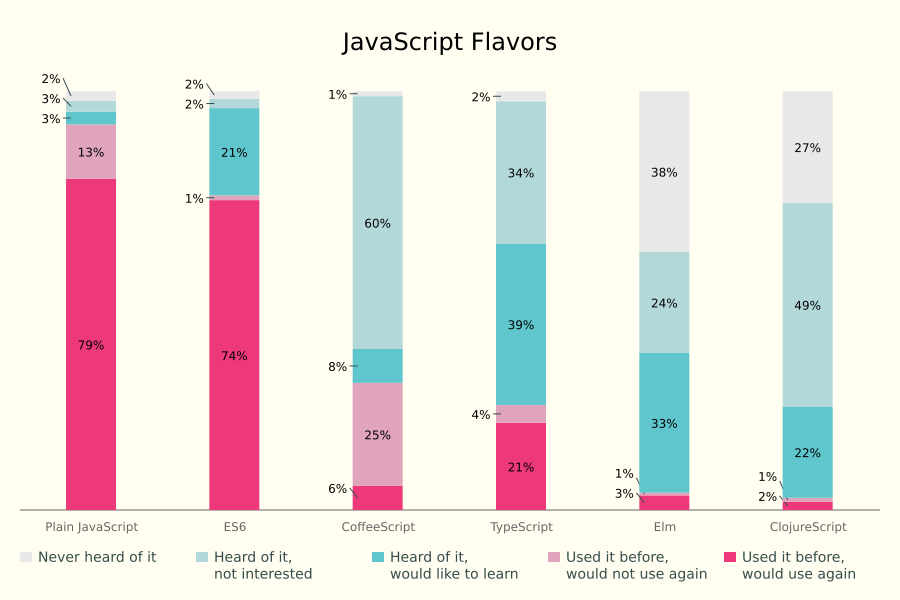 JavaScript Flavors
2%
3%
3%
13%
79%
2%
2%
21%
1%
74%
1%
60%
8%
25%
6%
2%
34%
39%
4%
21%
38%
24%
33%
1%
3%
27%
49%
22%
1%
2%
Plain JavaScript
ES6
CoffeeScript
TypeScript
Elm
ClojureScript
Never heard of it
Heard of it,
not interested
Heard of it,
would like to learn
Used it before,
would not use again
Used it before,
would use again